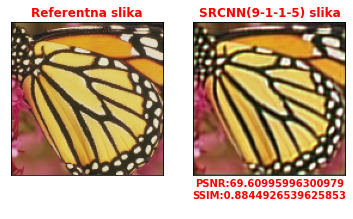 Referentna slika
SRCNN(9-1-1-5) slika
PSNR:69.60995996300979
SSIM:0.8844926539625853